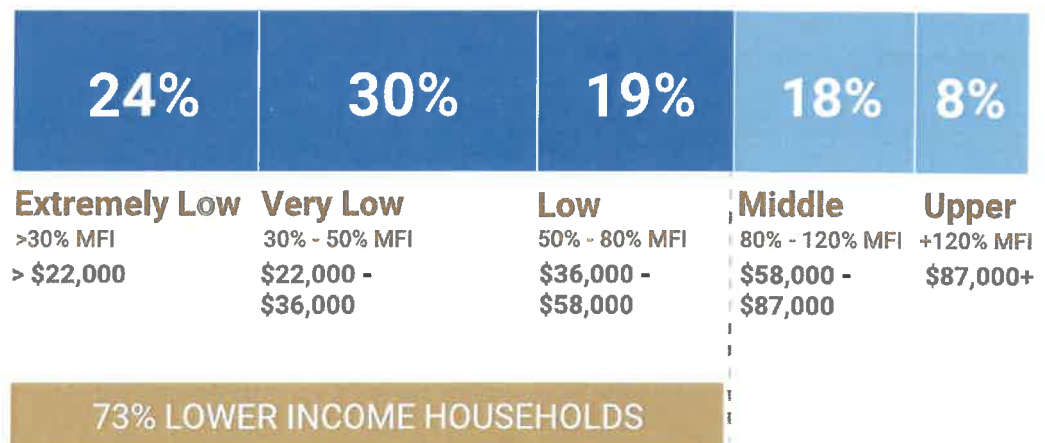 24% 30% 19% 18% 8%
Extremely Low Very Low Low Middle Upper
>30% MFI 30% - 50% MFI 50% - 80% MFI 80% - 120% MFI +120% MFI
> $22,000 $22,000 - $36,000 - $58,000 - $87,000+
$36,000 $58,000 $87,000
73% LOWER INCOME HOUSEHOLDS